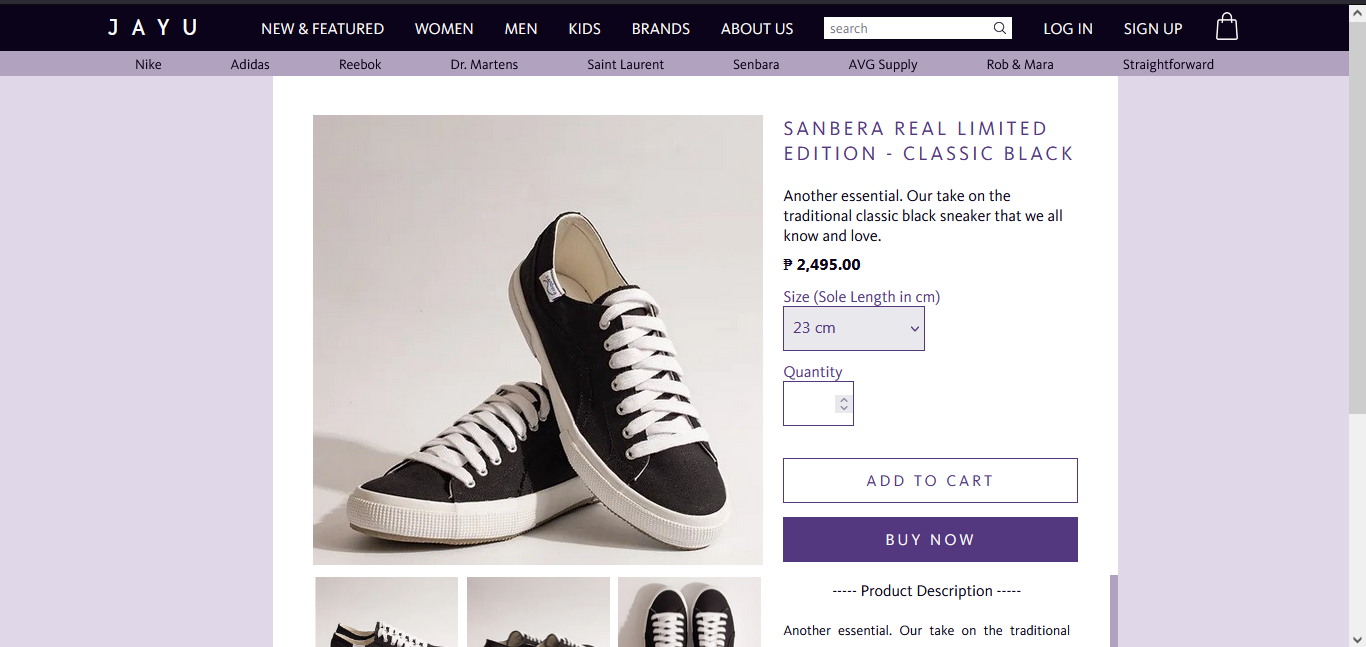 JAYU NEW & FEATURED WOMEN MEN KIDS BRANDS ABOUT US search LOG IN SIGN UP
Nike Adidas Reebok Dr. Martens Saint Laurent Senbara AVG Supply Rob & Mara Straightforward
SANBERA REAL LIMITED
EDITION - CLASSIC BLACK
Another essential. Our take on the
traditional classic black sneaker that we all
know and love.
₱ 2,495.00
Size (Sole Length in cm)
23 cm
Quantity
ADD TO CART
BUY NOW
----- Product Description -----
Another essential. Our take on the traditional